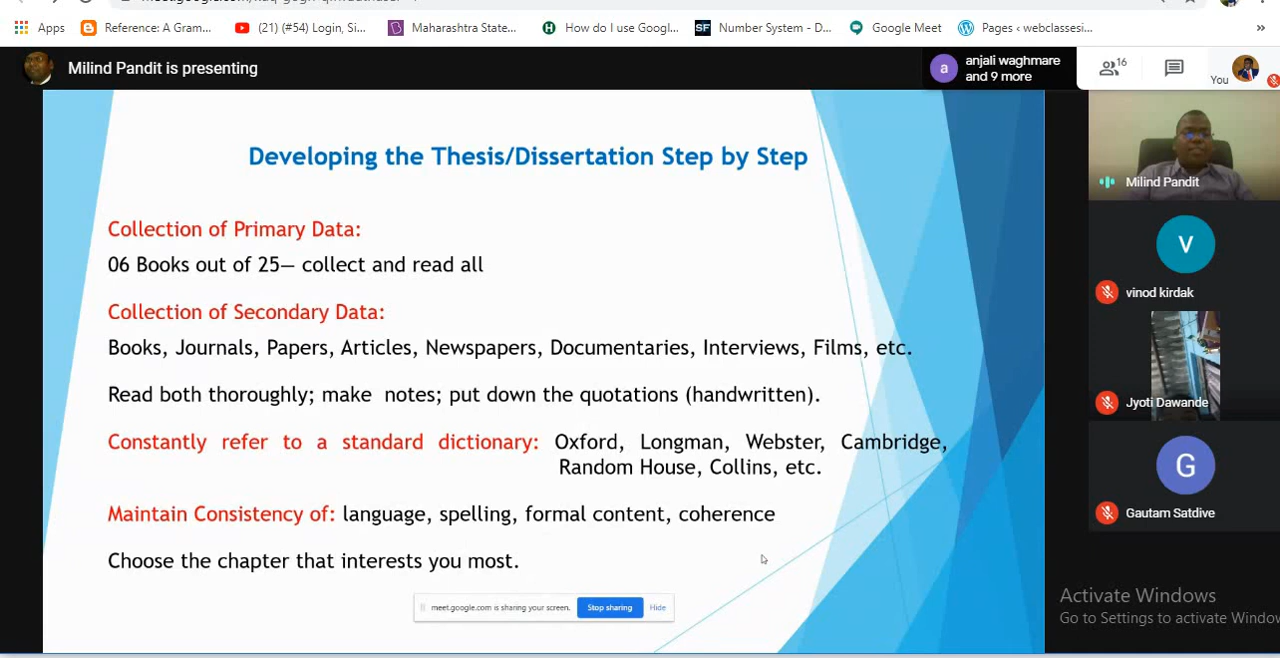 Apps Reference: A Gram... (21) (#54) Login, Si... Maharashtra State... How do I use Googl... SF Number System - D... Google Meet Pages ‹ webclassesi... »
Milind Pandit is presenting
a anjali waghmare
and 9 more
16
You
Developing the Thesis/Dissertation Step by Step
Collection of Primary Data:
06 Books out of 25— collect and read all
Collection of Secondary Data:
Books, Journals, Papers, Articles, Newspapers, Documentaries, Interviews, Films, etc.
Read both thoroughly; make notes; put down the quotations (handwritten).
Constantly refer to a standard dictionary: Oxford, Longman, Webster, Cambridge,
Random House, Collins, etc.
Maintain Consistency of: language, spelling, formal content, coherence
Choose the chapter that interests you most.
meet.google.com is sharing your screen. Stop sharing Hide
Milind Pandit
V
vinod kirdak
Jyoti Dawande
G
Gautam Satdive
Activate Windows
Go to Settings to activate Windo